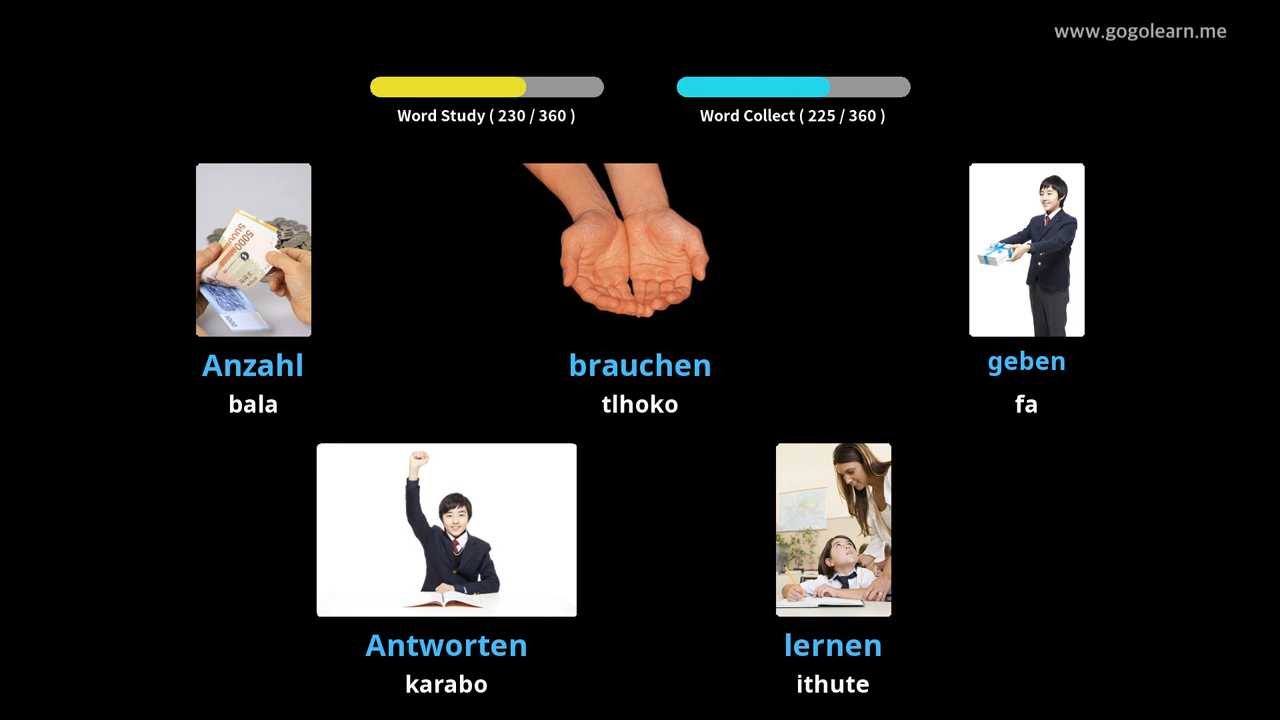 www.gogolearn.me
Word Study ( 230 / 360 )
Word Collect ( 225 / 360 )
Anzahl
bala
brauchen
tlhoko
geben
fa
Antworten
karabo
lernen
ithute